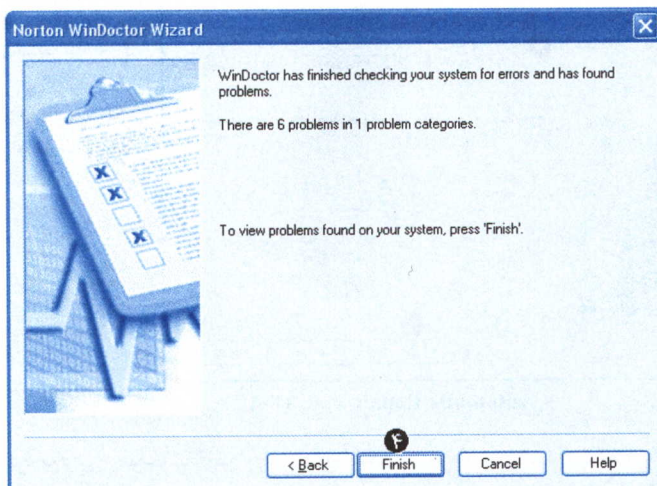 Norton WinDoctor Wizard
WinDoctor has finished checking your system for errors and has found
problems.
There are 6 problems in 1 problem categories.
To view problems found on your system, press 'Finish'.
۴
< Back
Finish
Cancel
Help